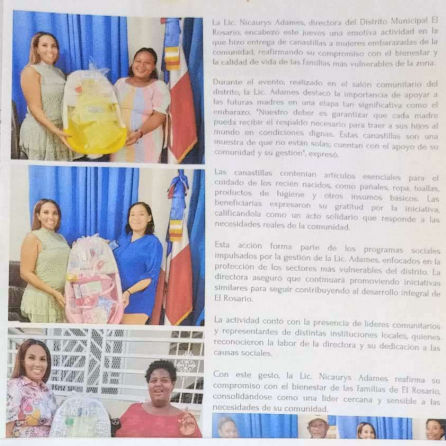 La Lic. Nicaurys Adames, directora del Distrito Municipal El
Rosario, encabezó este jueves una emotiva actividad en la
que hizo entrega de canastillas a mujeres embarazadas de la
comunidad, reafirmando su compromiso con el bienestar y
la calidad de vida de las familias más vulnerables de la zona.
Durante el evento, realizado en el salón comunitario del
distrito, la Lic. Adames destacó la importancia de apoyar a
las futuras madres en una etapa tan significativa como el
embarazo. "Nuestro deber es garantizar que cada madre
pueda recibir el respaldo necesario para traer a sus hijos al
mundo en condiciones dignas. Estas canastillas son una
muestra de que no están solas; cuentan con el apoyo de su
comunidad y su gestión", expresó.
Las canastillas contenían artículos esenciales para el
cuidado de los recién nacidos, como pañales, ropa, toallas,
productos de higiene y otros insumos básicos. Las
beneficiarias expresaron su gratitud por la iniciativa,
calificándola como un acto solidario que responde a las
necesidades reales de la comunidad.
Esta acción forma parte de los programas sociales
impulsados por la gestión de la Lic. Adames, enfocados en la
protección de los sectores más vulnerables del distrito. La
directora aseguró que continuará promoviendo iniciativas
similares para seguir contribuyendo al desarrollo integral de
El Rosario.
La actividad contó con la presencia de líderes comunitarios
y representantes de distintas instituciones locales, quienes
reconocieron la labor de la directora y su dedicación a las
causas sociales.
Con este gesto, la Lic. Nicaurys Adames reafirma su
compromiso con el bienestar de las familias de El Rosario,
consolidándose como una líder cercana y sensible a las
necesidades de su comunidad.